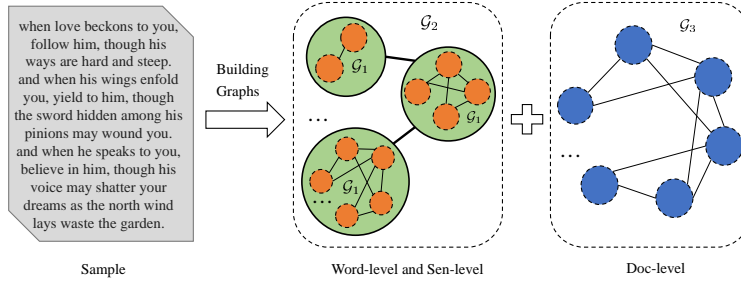 when love beckons to you,
follow him, though his
ways are hard and steep.
and when his wings enfold
you, yield to him, though
the sword hidden among his
pinions may wound you.
and when he speaks to you,
believe in him, though his
voice may shatter your
dreams as the north wind
lays waste the garden.
Sample
Building
Graphs
𝒢₂
𝒢₁
𝒢₁
...
𝒢₁
...
Word-level and Sen-level
𝒢₃
...
Doc-level